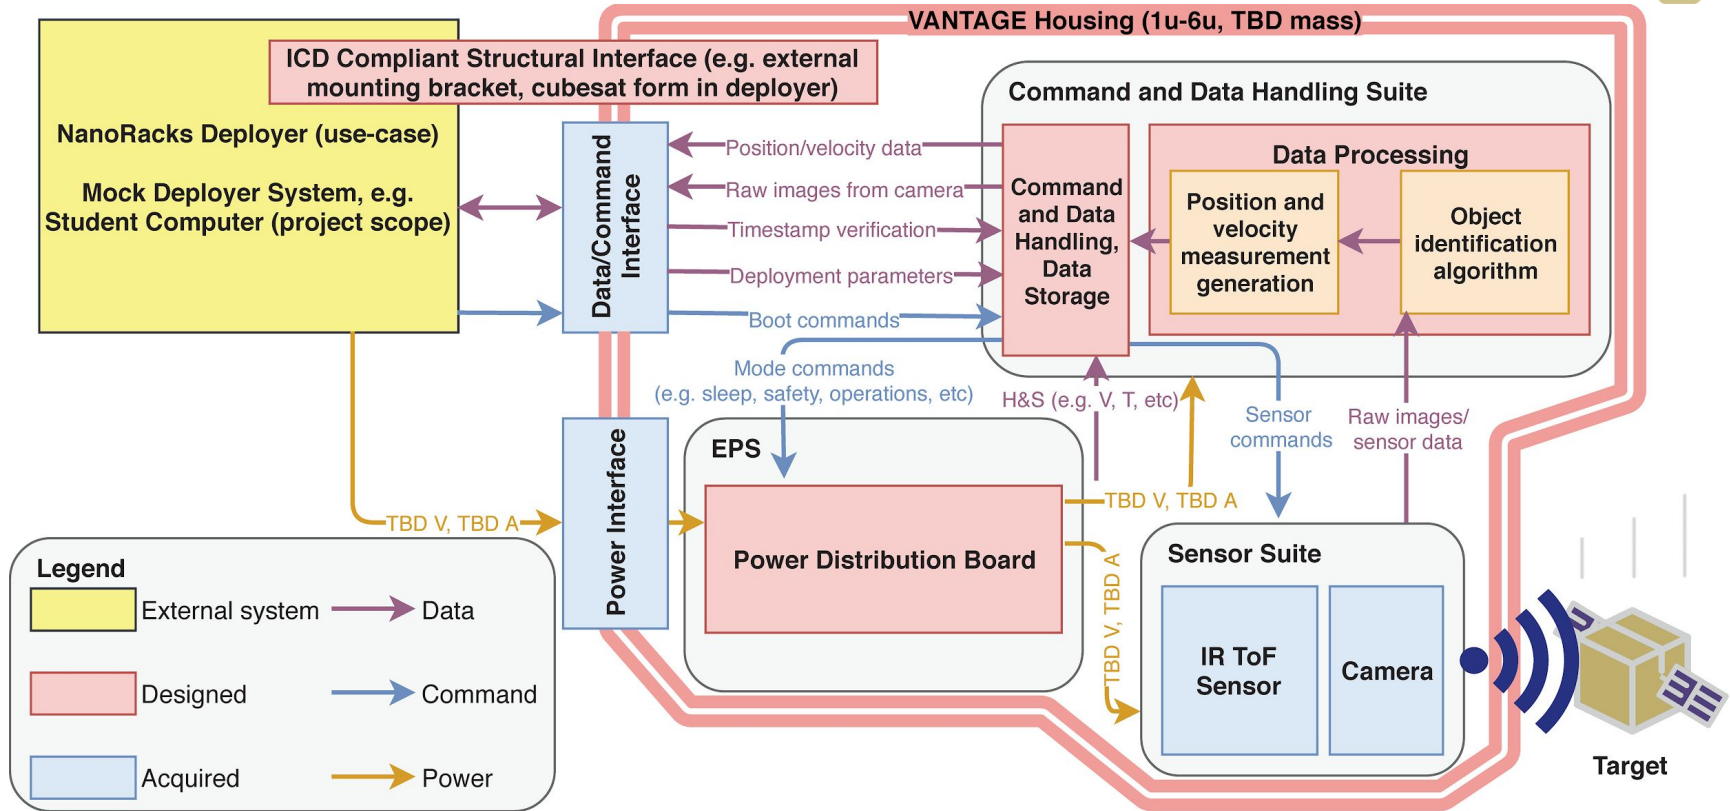 VANTAGE Housing (1u-6u, TBD mass)
ICD Compliant Structural Interface (e.g. external
mounting bracket, cubesat form in deployer)
NanoRacks Deployer (use-case)
Mock Deployer System, e.g.
Student Computer (project scope)
Data/Command
Interface
Position/velocity data
Raw images from camera
Timestamp verification
Deployment parameters
Boot commands
Mode commands
(e.g. sleep, safety, operations, etc)
Command and Data Handling Suite
Command
and Data
Handling,
Data
Storage
Data Processing
Position and
velocity
measurement
generation
Object
identification
algorithm
H&S (e.g. V, T, etc)
Sensor
commands
Raw images/
sensor data
TBD V, TBD A
Power Interface
EPS
Power Distribution Board
TBD V, TBD A
TBD V, TBD A
Sensor Suite
IR ToF
Sensor
Camera
Target
Legend
External system
Data
Designed
Command
Acquired
Power